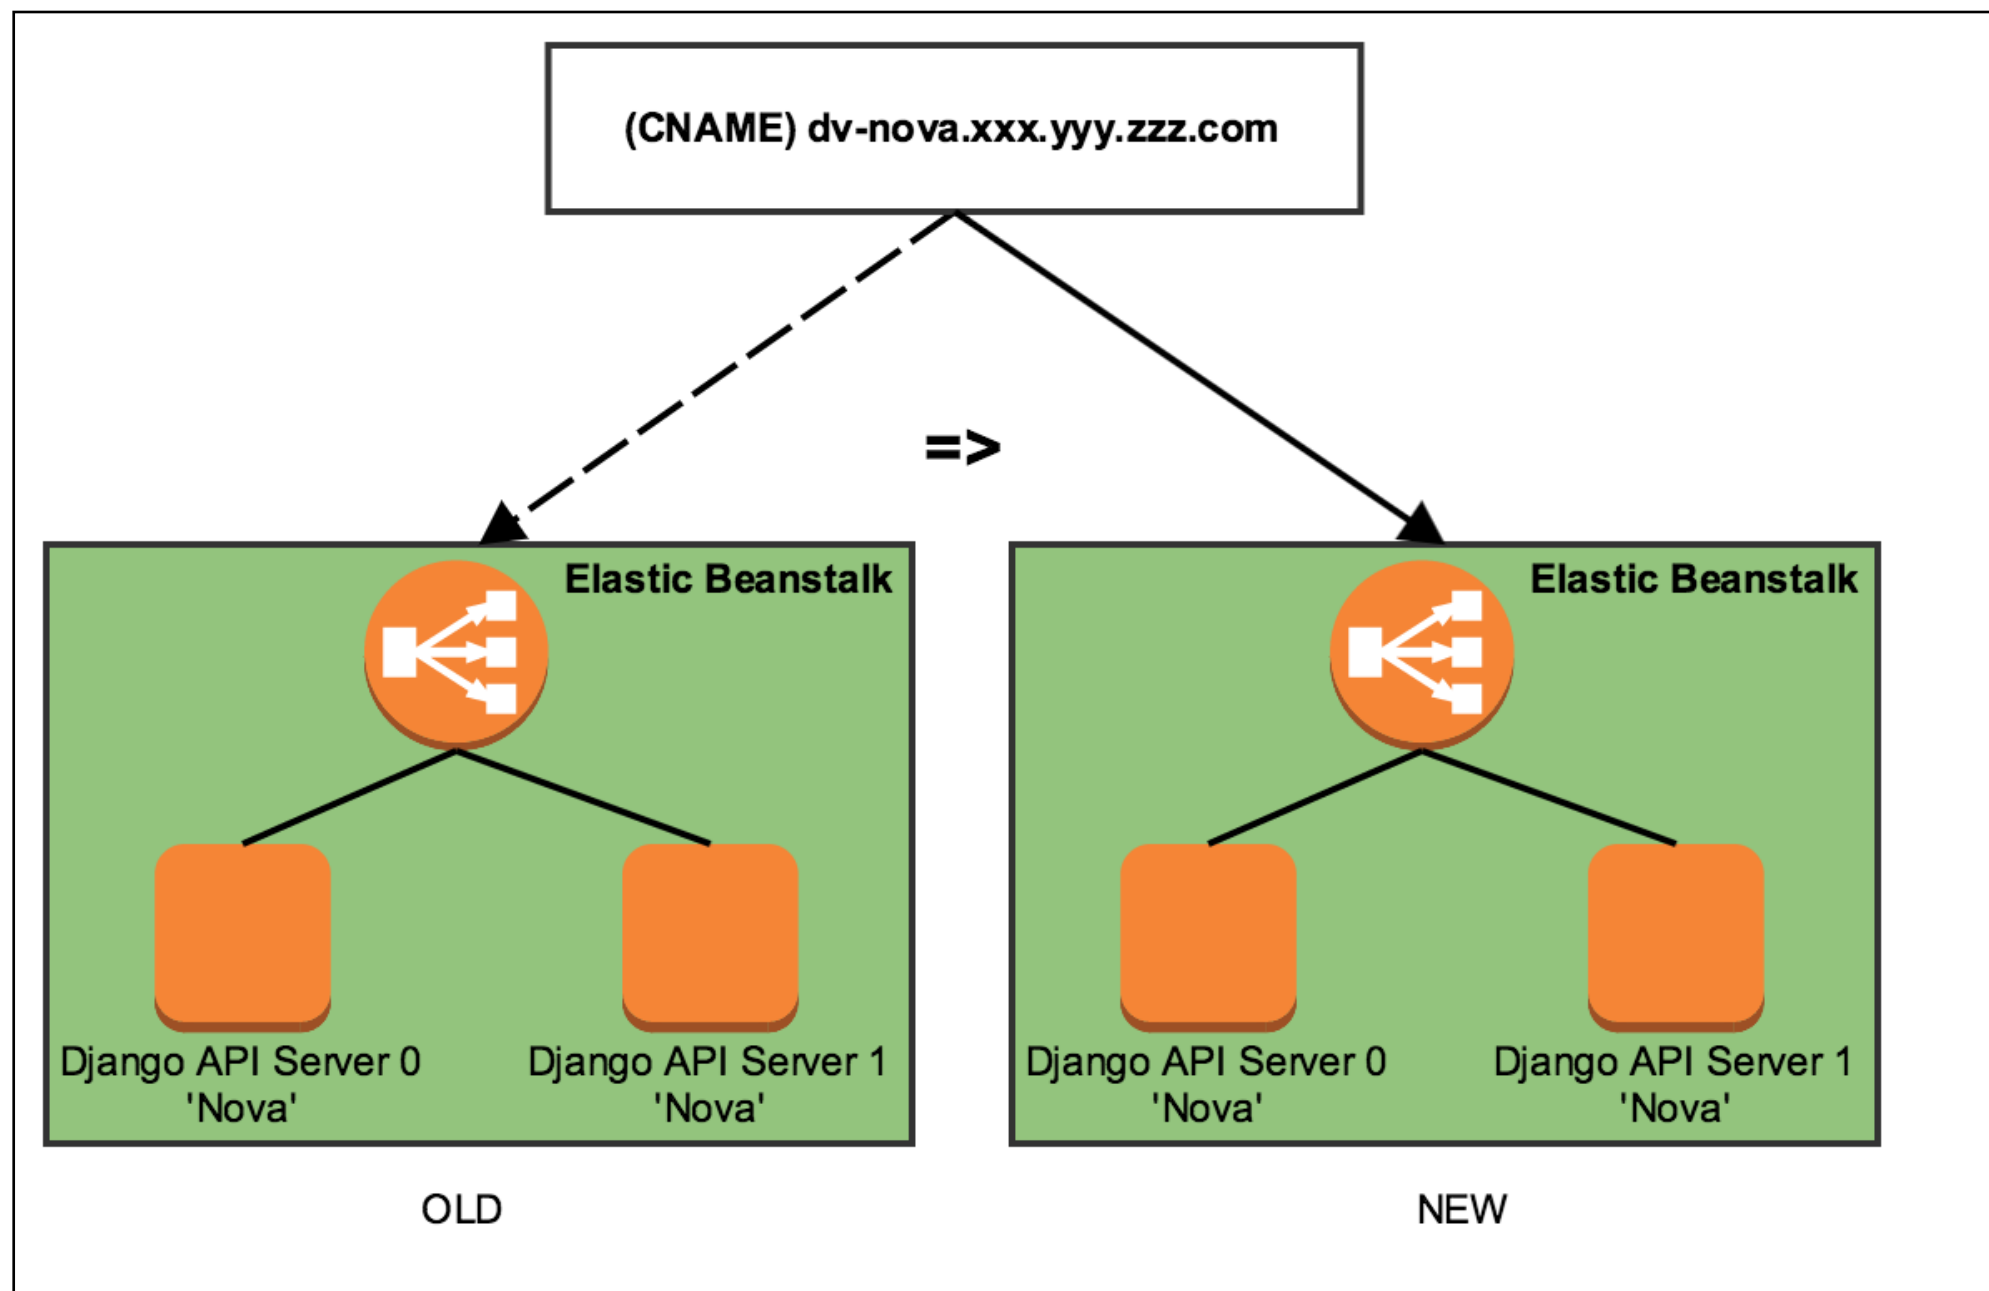 (CNAME) dv-nova.xxx.yyy.zzz.com
=>
Elastic Beanstalk
Django API Server 0
'Nova'
Django API Server 1
'Nova'
OLD
Elastic Beanstalk
Django API Server 0
'Nova'
Django API Server 1
'Nova'
NEW